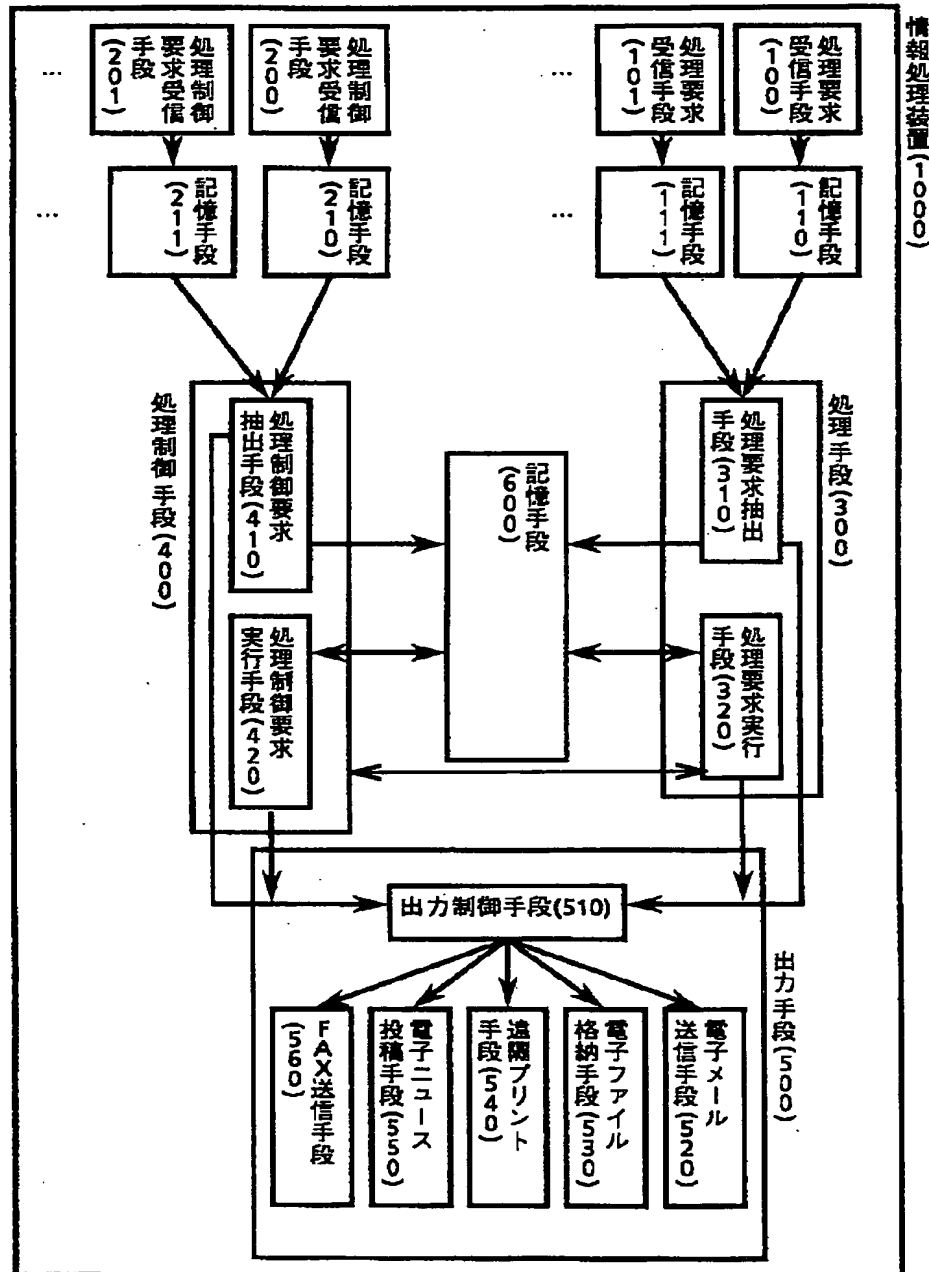 情報処理装置(1000)
処理要求
受信手段
(100)
処理要求
受信手段
(101)
…
処理制御
要求受信
手段
(200)
処理制御
要求受信
手段
(201)
…
記憶手段
(110)
記憶手段
(111)
…
記憶手段
(210)
記憶手段
(211)
…
処理手段(300)
処理要求抽出
手段(310)
処理要求実行
手段(320)
記憶手段
(600)
処理制御手段(400)
処理制御要求
抽出手段(410)
処理制御要求
実行手段(420)
出力手段(500)
出力制御手段(510)
電子メール
送信手段(520)
電子ファイル
格納手段(530)
遠隔プリント
手段(540)
電子ニュース
投稿手段(550)
FAX送信手段
(560)